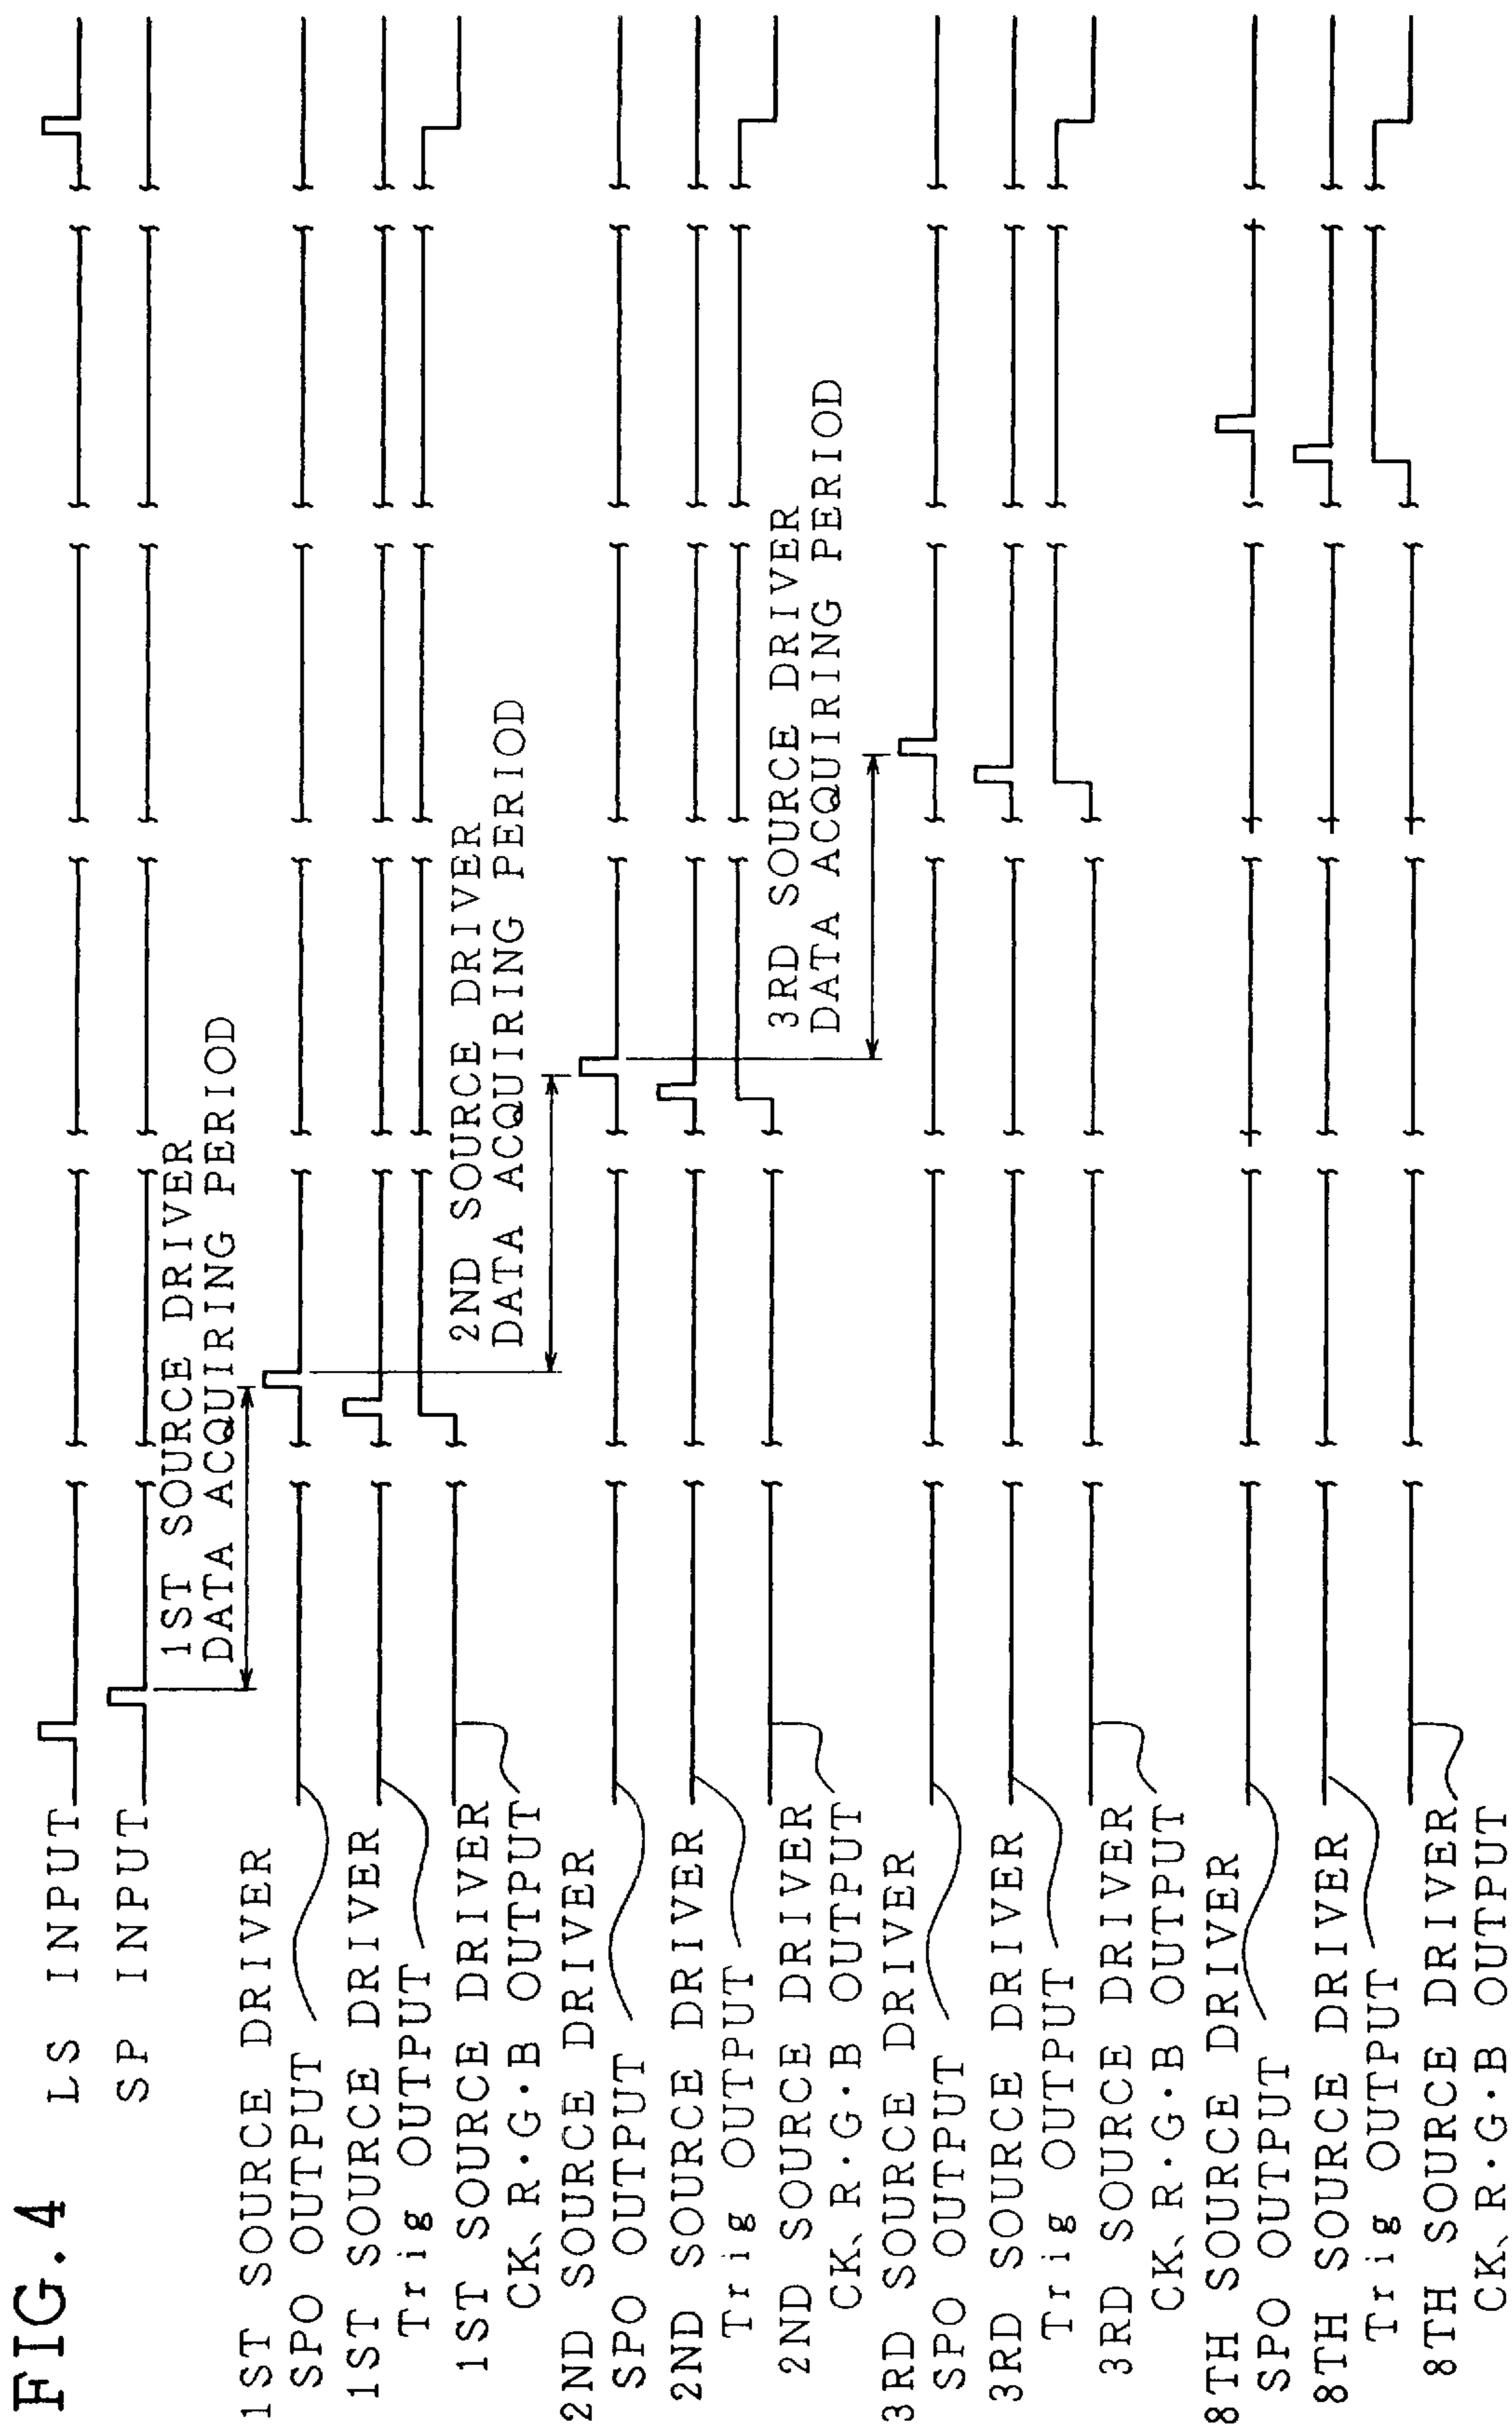 FIG.4
LS INPUT
SP INPUT
1ST SOURCE DRIVER
DATA ACQUIRING PERIOD
1ST SOURCE DRIVER
SPO OUTPUT
1ST SOURCE DRIVER
Trig OUTPUT
1ST SOURCE DRIVER
CK、R·G·B OUTPUT
2ND SOURCE DRIVER
DATA ACQUIRING PERIOD
2ND SOURCE DRIVER
SPO OUTPUT
2ND SOURCE DRIVER
Trig OUTPUT
2ND SOURCE DRIVER
CK、R·G·B OUTPUT
3RD SOURCE DRIVER
DATA ACQUIRING PERIOD
3RD SOURCE DRIVER
SPO OUTPUT
3RD SOURCE DRIVER
Trig OUTPUT
3RD SOURCE DRIVER
CK、R·G·B OUTPUT
8TH SOURCE DRIVER
SPO OUTPUT
8TH SOURCE DRIVER
Trig OUTPUT
8TH SOURCE DRIVER
CK、R·G·B OUTPUT